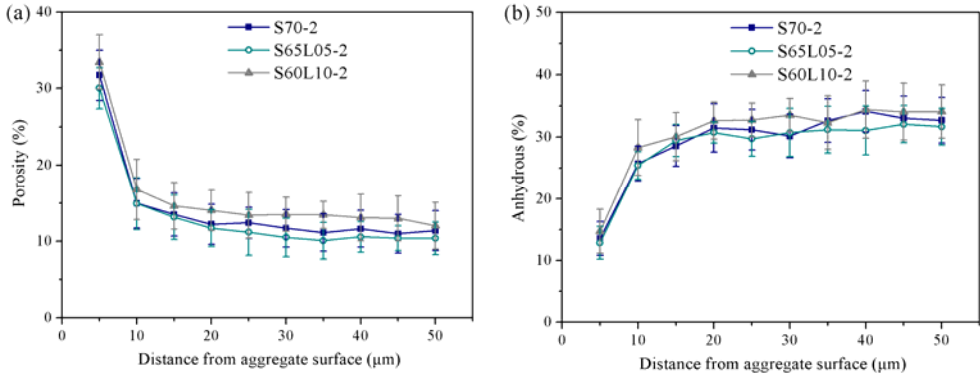 (a)
S70-2
S65L05-2
S60L10-2
Porosity (%)
40
30
20
10
0
0 10 20 30 40 50
Distance from aggregate surface (μm)
(b)
S70-2
S65L05-2
S60L10-2
Anhydrous (%)
50
40
30
20
10
0
0 10 20 30 40 50
Distance from aggregate surface (μm)